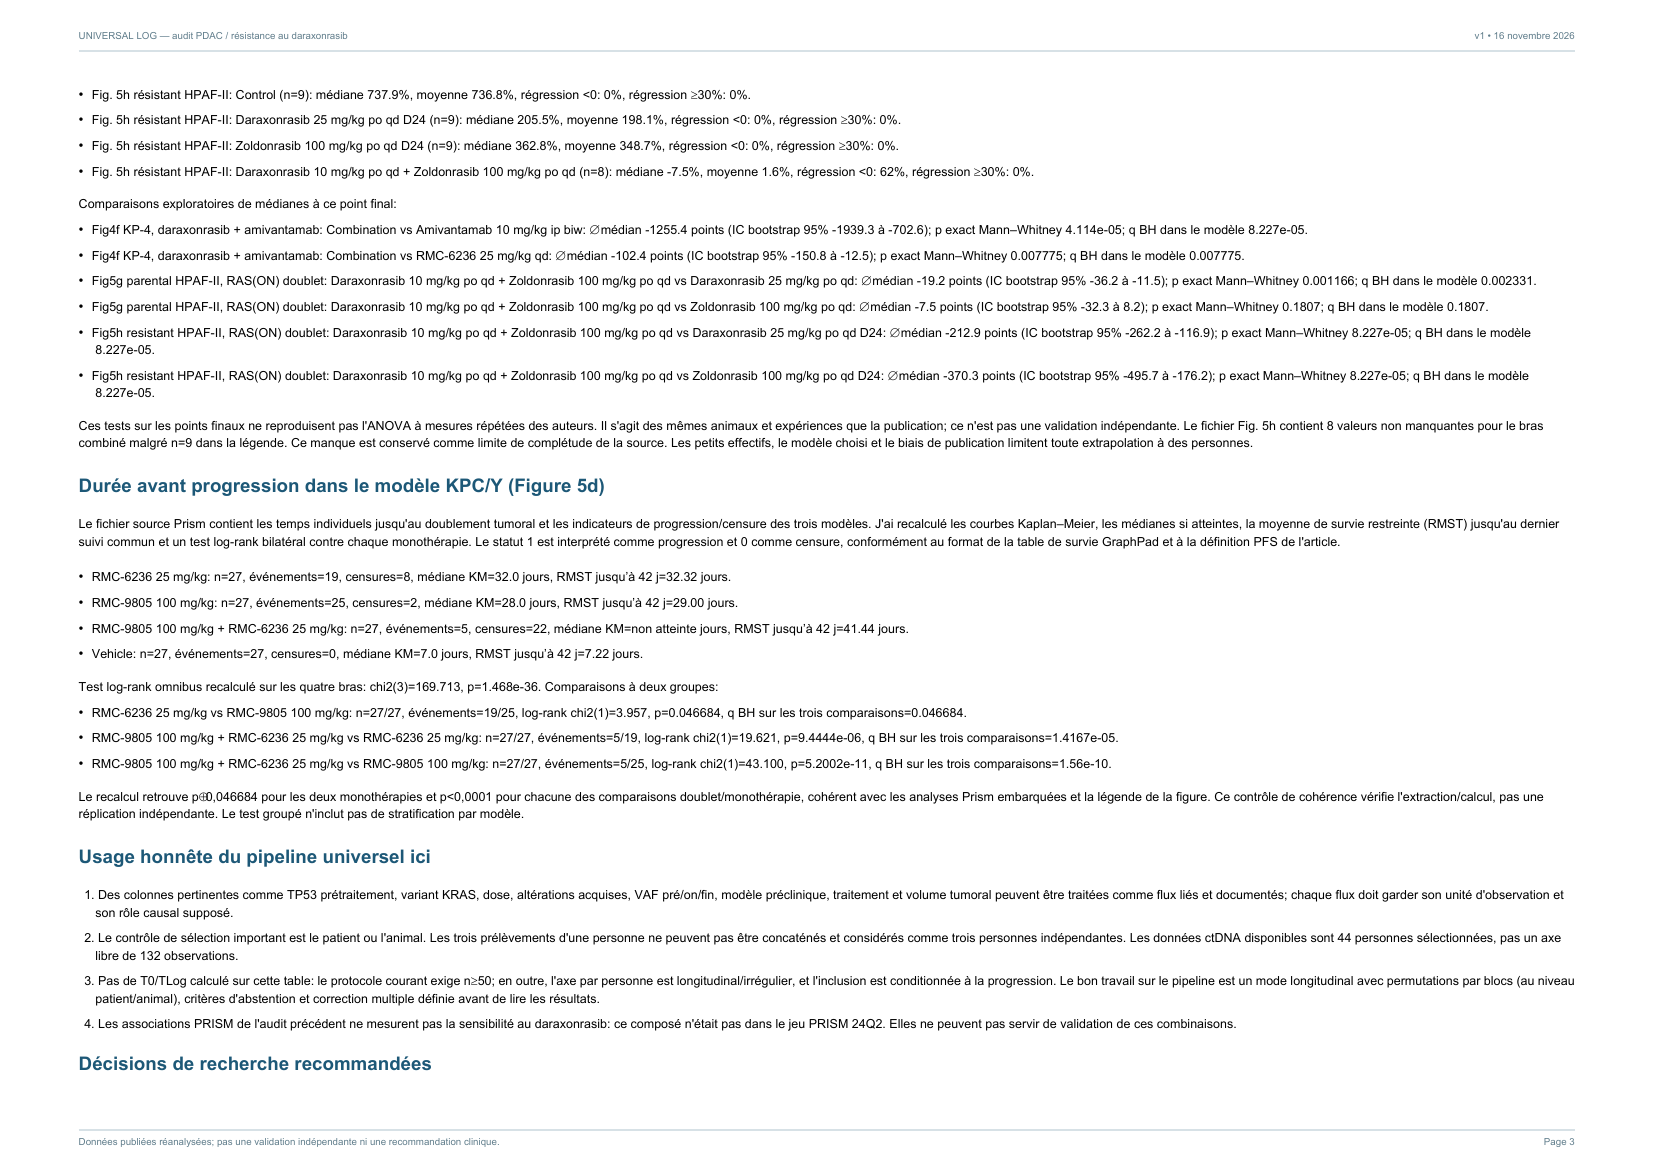 UNIVERSAL LOG — audit PDAC / résistance au daraxonrasib
v1 • 16 novembre 2026
• Fig. 5h résistant HPAF-II: Control (n=9): médiane 737.9%, moyenne 736.8%, régression <0: 0%, régression ≥30%: 0%.
• Fig. 5h résistant HPAF-II: Daraxonrasib 25 mg/kg po qd D24 (n=9): médiane 205.5%, moyenne 198.1%, régression <0: 0%, régression ≥30%: 0%.
• Fig. 5h résistant HPAF-II: Zoldonrasib 100 mg/kg po qd D24 (n=9): médiane 362.8%, moyenne 348.7%, régression <0: 0%, régression ≥30%: 0%.
• Fig. 5h résistant HPAF-II: Daraxonrasib 10 mg/kg po qd + Zoldonrasib 100 mg/kg po qd (n=8): médiane -7.5%, moyenne 1.6%, régression <0: 62%, régression ≥30%: 0%.
Comparaisons exploratoires de médianes à ce point final:
• Fig4f KP-4, daraxonrasib + amivantamab: Combination vs Amivantamab 10 mg/kg ip biw: ∅médian -1255.4 points (IC bootstrap 95% -1939.3 à -702.6); p exact Mann–Whitney 4.114e-05; q BH dans le modèle 8.227e-05.
• Fig4f KP-4, daraxonrasib + amivantamab: Combination vs RMC-6236 25 mg/kg qd: ∅médian -102.4 points (IC bootstrap 95% -150.8 à -12.5); p exact Mann–Whitney 0.007775; q BH dans le modèle 0.007775.
• Fig5g parental HPAF-II, RAS(ON) doublet: Daraxonrasib 10 mg/kg po qd + Zoldonrasib 100 mg/kg po qd vs Daraxonrasib 25 mg/kg po qd: ∅médian -19.2 points (IC bootstrap 95% -36.2 à -11.5); p exact Mann–Whitney 0.001166; q BH dans le modèle 0.002331.
• Fig5g parental HPAF-II, RAS(ON) doublet: Daraxonrasib 10 mg/kg po qd + Zoldonrasib 100 mg/kg po qd vs Zoldonrasib 100 mg/kg po qd: ∅médian -7.5 points (IC bootstrap 95% -32.3 à 8.2); p exact Mann–Whitney 0.1807; q BH dans le modèle 0.1807.
• Fig5h resistant HPAF-II, RAS(ON) doublet: Daraxonrasib 10 mg/kg po qd + Zoldonrasib 100 mg/kg po qd vs Daraxonrasib 25 mg/kg po qd D24: ∅médian -212.9 points (IC bootstrap 95% -262.2 à -116.9); p exact Mann–Whitney 8.227e-05; q BH dans le modèle
8.227e-05.
• Fig5h resistant HPAF-II, RAS(ON) doublet: Daraxonrasib 10 mg/kg po qd + Zoldonrasib 100 mg/kg po qd vs Zoldonrasib 100 mg/kg po qd D24: ∅médian -370.3 points (IC bootstrap 95% -495.7 à -176.2); p exact Mann–Whitney 8.227e-05; q BH dans le modèle
8.227e-05.
Ces tests sur les points finaux ne reproduisent pas l'ANOVA à mesures répétées des auteurs. Il s'agit des mêmes animaux et expériences que la publication; ce n'est pas une validation indépendante. Le fichier Fig. 5h contient 8 valeurs non manquantes pour le bras
combiné malgré n=9 dans la légende. Ce manque est conservé comme limite de complétude de la source. Les petits effectifs, le modèle choisi et le biais de publication limitent toute extrapolation à des personnes.
Durée avant progression dans le modèle KPC/Y (Figure 5d)
Le fichier source Prism contient les temps individuels jusqu'au doublement tumoral et les indicateurs de progression/censure des trois modèles. J'ai recalculé les courbes Kaplan–Meier, les médianes si atteintes, la moyenne de survie restreinte (RMST) jusqu'au dernier
suivi commun et un test log-rank bilatéral contre chaque monothérapie. Le statut 1 est interprété comme progression et 0 comme censure, conformément au format de la table de survie GraphPad et à la définition PFS de l'article.
• RMC-6236 25 mg/kg: n=27, événements=19, censures=8, médiane KM=32.0 jours, RMST jusqu’à 42 j=32.32 jours.
• RMC-9805 100 mg/kg: n=27, événements=25, censures=2, médiane KM=28.0 jours, RMST jusqu’à 42 j=29.00 jours.
• RMC-9805 100 mg/kg + RMC-6236 25 mg/kg: n=27, événements=5, censures=22, médiane KM=non atteinte jours, RMST jusqu’à 42 j=41.44 jours.
• Vehicle: n=27, événements=27, censures=0, médiane KM=7.0 jours, RMST jusqu’à 42 j=7.22 jours.
Test log-rank omnibus recalculé sur les quatre bras: chi2(3)=169.713, p=1.468e-36. Comparaisons à deux groupes:
• RMC-6236 25 mg/kg vs RMC-9805 100 mg/kg: n=27/27, événements=19/25, log-rank chi2(1)=3.957, p=0.046684, q BH sur les trois comparaisons=0.046684.
• RMC-9805 100 mg/kg + RMC-6236 25 mg/kg vs RMC-6236 25 mg/kg: n=27/27, événements=5/19, log-rank chi2(1)=19.621, p=9.4444e-06, q BH sur les trois comparaisons=1.4167e-05.
• RMC-9805 100 mg/kg + RMC-6236 25 mg/kg vs RMC-9805 100 mg/kg: n=27/27, événements=5/25, log-rank chi2(1)=43.100, p=5.2002e-11, q BH sur les trois comparaisons=1.56e-10.
Le recalcul retrouve p⊕0,046684 pour les deux monothérapies et p<0,0001 pour chacune des comparaisons doublet/monothérapie, cohérent avec les analyses Prism embarquées et la légende de la figure. Ce contrôle de cohérence vérifie l'extraction/calcul, pas une
réplication indépendante. Le test groupé n'inclut pas de stratification par modèle.
Usage honnête du pipeline universel ici
1. Des colonnes pertinentes comme TP53 prétraitement, variant KRAS, dose, altérations acquises, VAF pré/on/fin, modèle préclinique, traitement et volume tumoral peuvent être traitées comme flux liés et documentés; chaque flux doit garder son unité d'observation et
son rôle causal supposé.
2. Le contrôle de sélection important est le patient ou l'animal. Les trois prélèvements d'une personne ne peuvent pas être concaténés et considérés comme trois personnes indépendantes. Les données ctDNA disponibles sont 44 personnes sélectionnées, pas un axe
libre de 132 observations.
3. Pas de T0/TLog calculé sur cette table: le protocole courant exige n≥50; en outre, l'axe par personne est longitudinal/irrégulier, et l'inclusion est conditionnée à la progression. Le bon travail sur le pipeline est un mode longitudinal avec permutations par blocs (au niveau
patient/animal), critères d'abstention et correction multiple définie avant de lire les résultats.
4. Les associations PRISM de l'audit précédent ne mesurent pas la sensibilité au daraxonrasib: ce composé n'était pas dans le jeu PRISM 24Q2. Elles ne peuvent pas servir de validation de ces combinaisons.
Décisions de recherche recommandées
Données publiées réanalysées; pas une validation indépendante ni une recommandation clinique.
Page 3